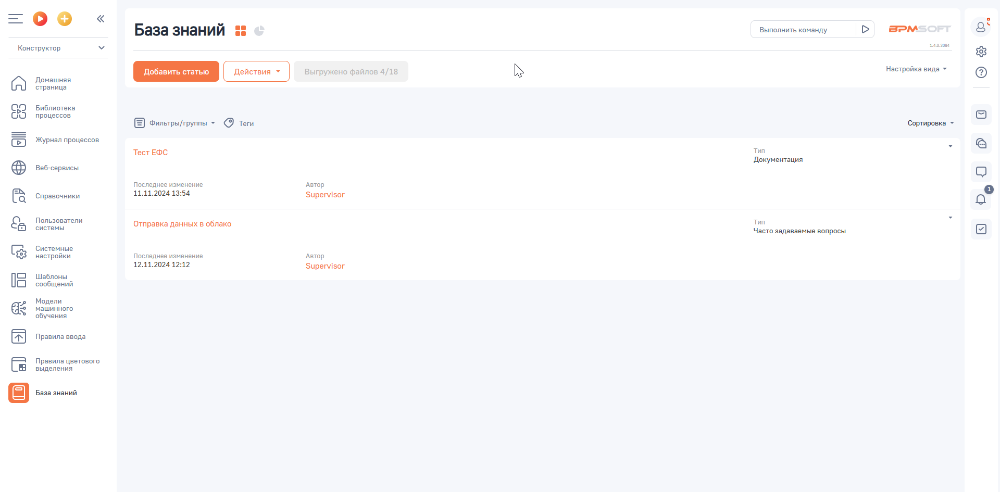 Конструктор
Домашняя
страница
Библиотека
процессов
Журнал процессов
Веб-сервисы
Справочники
Пользователи
системы
Системные
настройки
Шаблоны
сообщений
Модели
машинного
обучения
Правила ввода
Правила цветового
выделения
База знаний
База знаний
Выполнить команду
BPMSOFT
1.4.0.3084
Добавить статью
Действия
Выгружено файлов 4/18
Настройка вида
Фильтры/группы
Теги
Сортировка
Тест ЕФС
Тип
Документация
Последнее изменение
11.11.2024 13:54
Автор
Supervisor
Отправка данных в облако
Тип
Часто задаваемые вопросы
Последнее изменение
12.11.2024 12:12
Автор
Supervisor
1